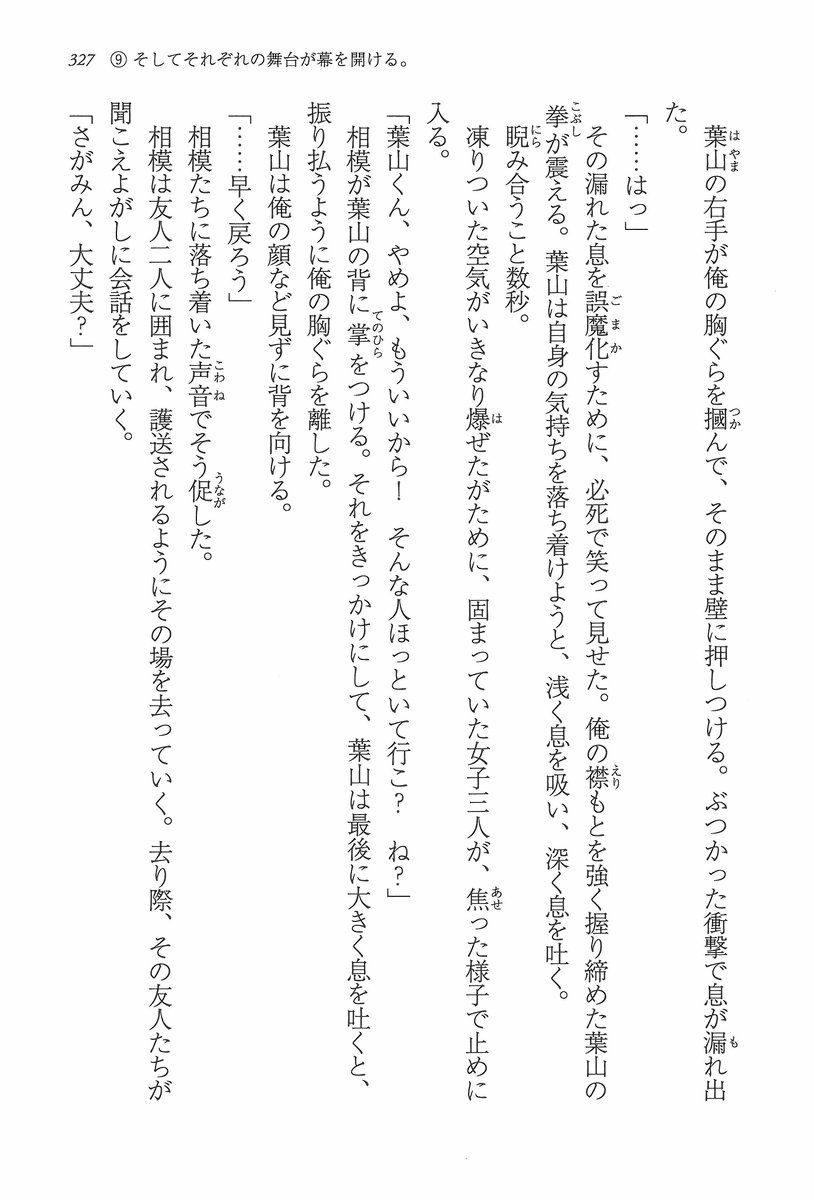 327 ⑨ そしてそれぞれの舞台が幕を開ける。
葉山の右手が俺の胸ぐらを摑んで、そのまま壁に押しつける。ぶつかった衝撃で息が漏れ出
た。
「……はっ」
その漏れた息を誤魔化すために、必死で笑って見せた。俺の襟もとを強く握り締めた葉山の
拳が震える。葉山は自身の気持ちを落ち着けようと、浅く息を吸い、深く息を吐く。
睨み合うこと数秒。
凍りついた空気がいきなり爆ぜたがために、固まっていた女子三人が、焦った様子で止めに
入る。
「葉山くん、やめよ、もういいから！　そんな人ほっといて行こ？　ね？」
相模が葉山の背に掌をつける。それをきっかけにして、葉山は最後に大きく息を吐くと、
振り払うように俺の胸ぐらを離した。
葉山は俺の顔など見ずに背を向ける。
「……早く戻ろう」
相模たちに落ち着いた声音でそう促した。
相模は友人二人に囲まれ、護送されるようにその場を去っていく。去り際、その友人たちが
聞こえよがしに会話をしていく。
「さがみん、大丈夫？」